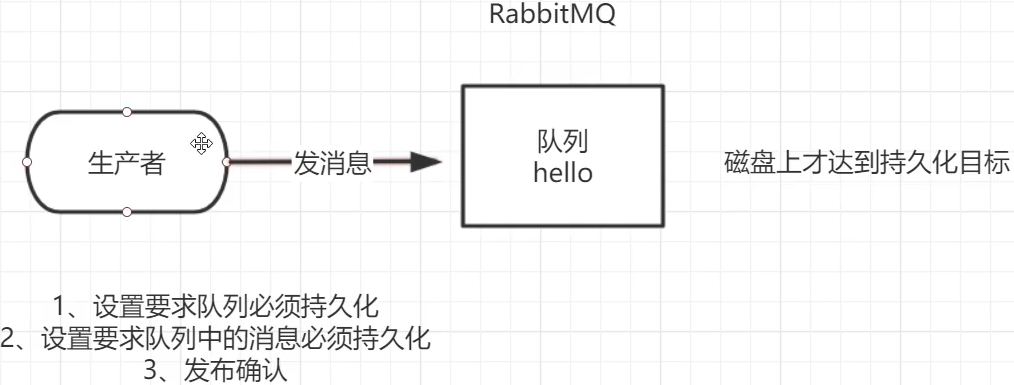 RabbitMQ
生产者
发消息
队列
hello
磁盘上才达到持久化目标
1、设置要求队列必须持久化
2、设置要求队列中的消息必须持久化
3、发布确认